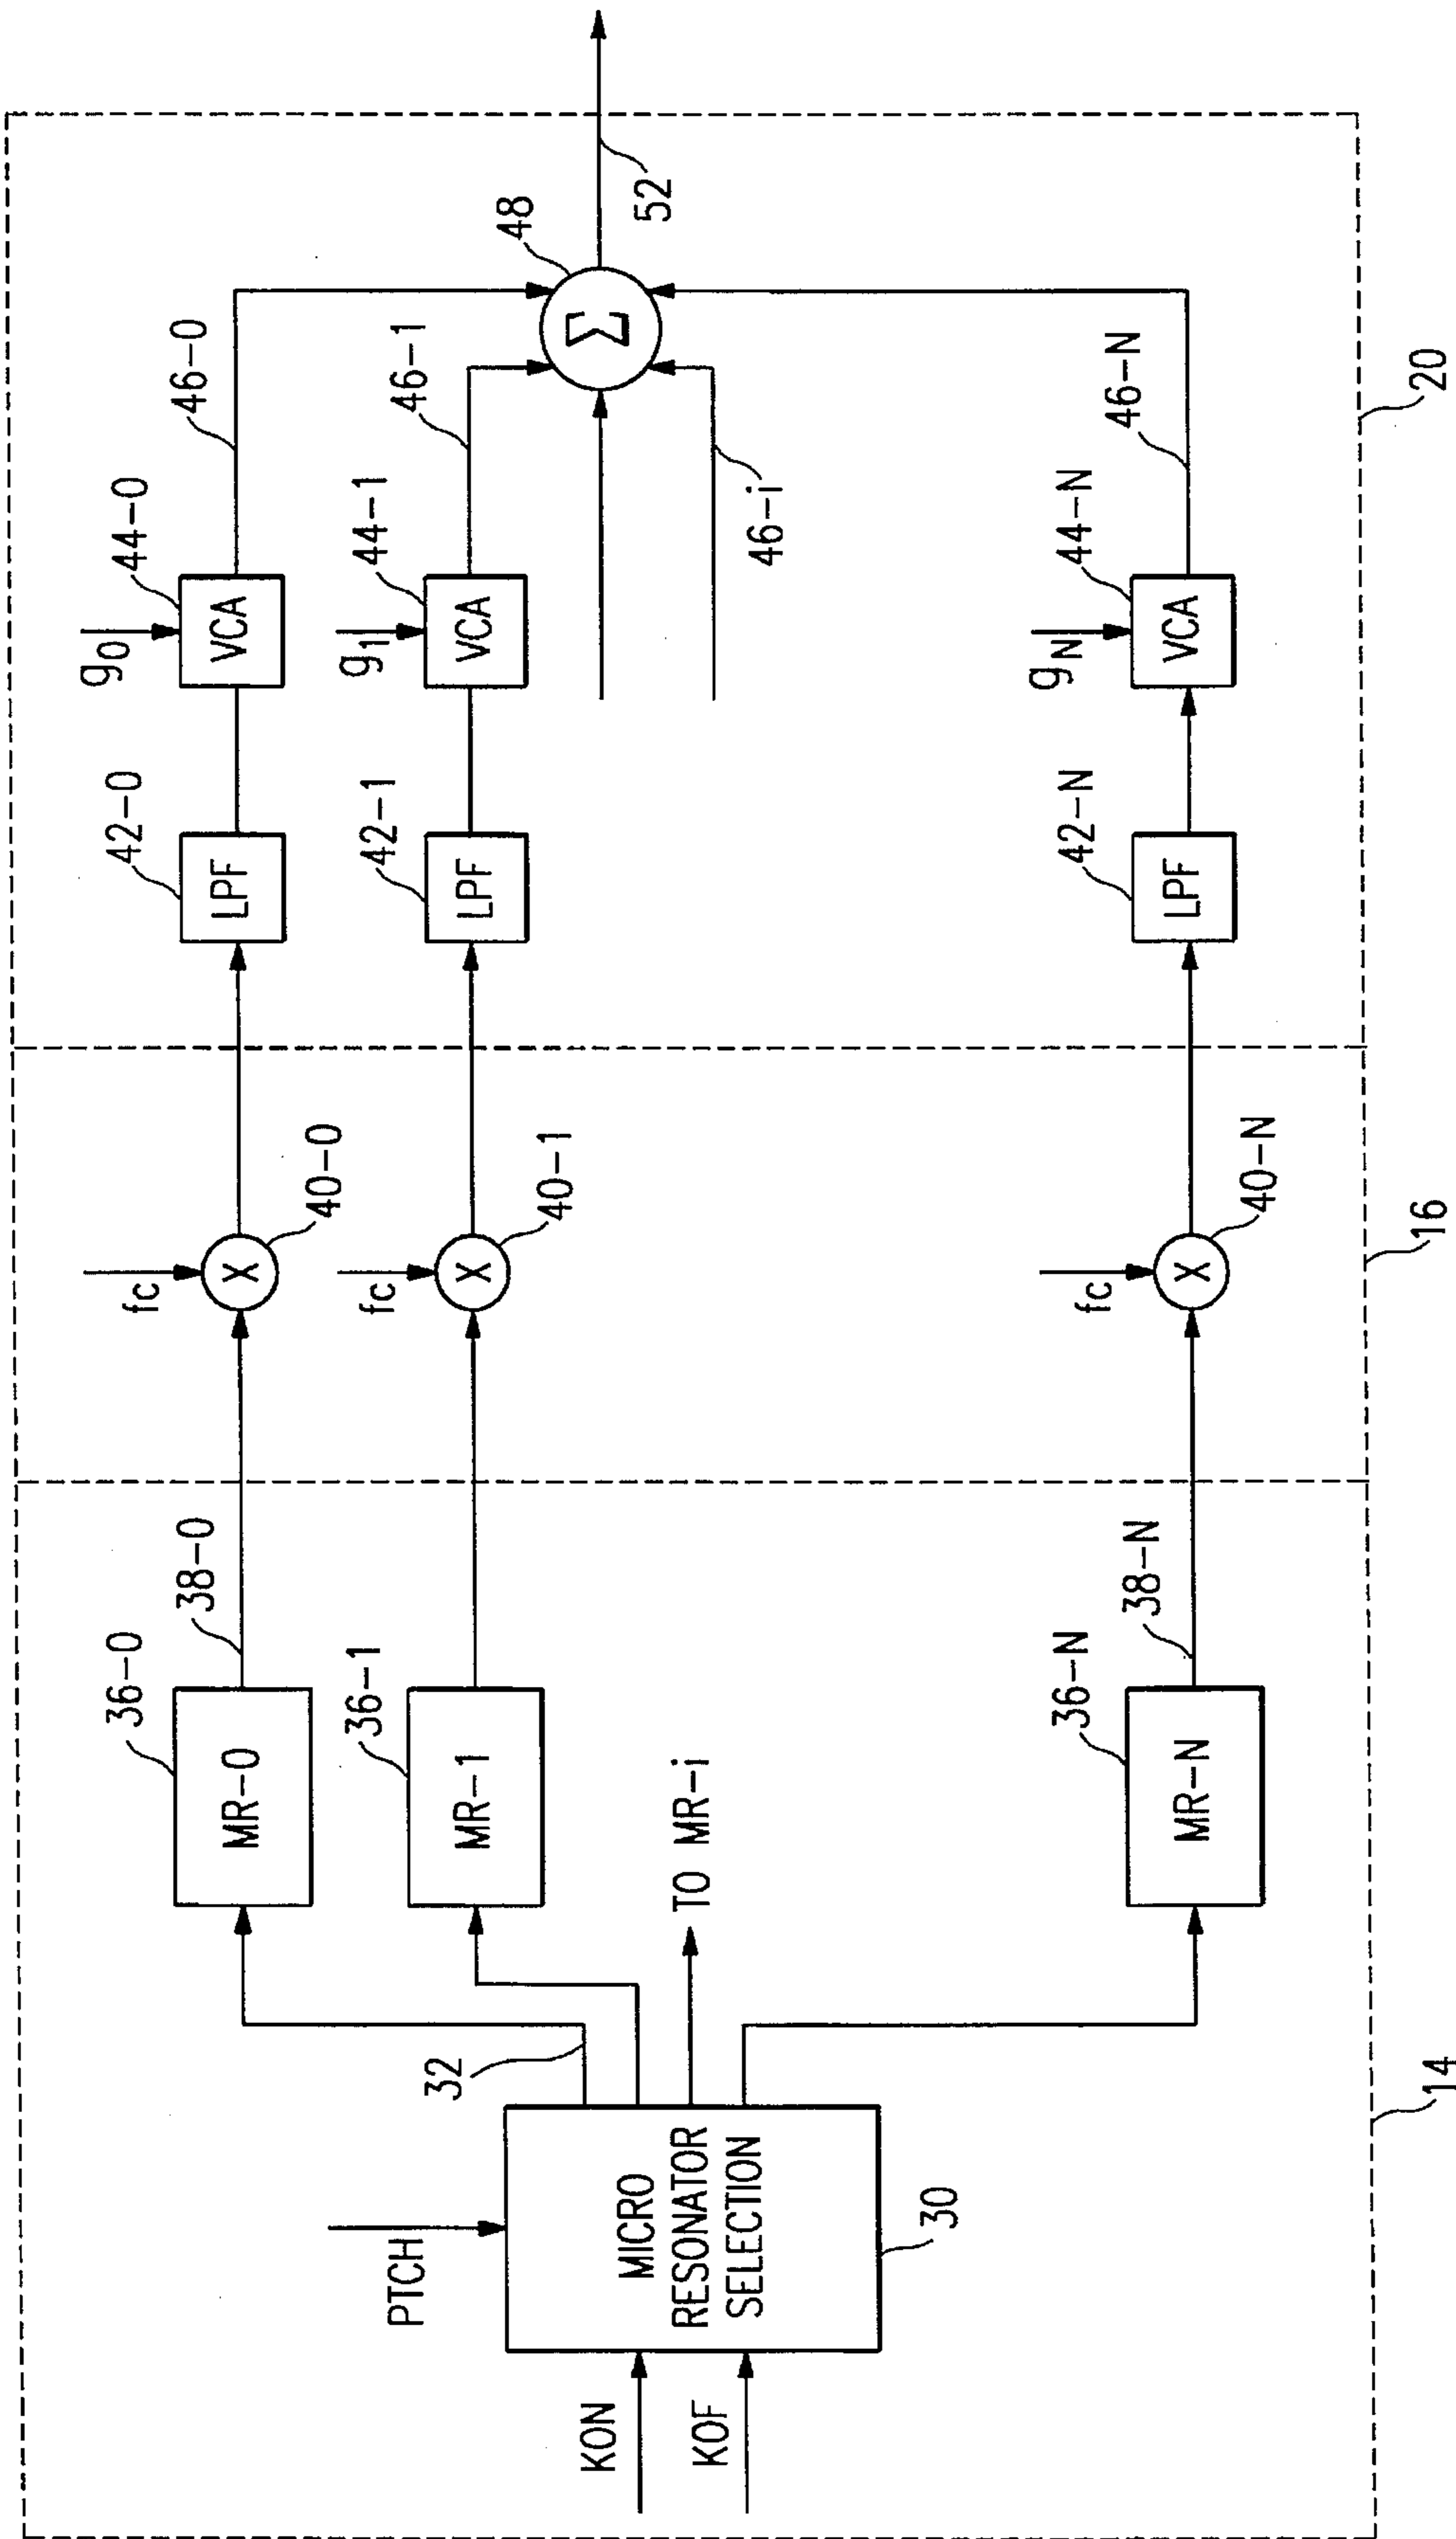 KON
KOF
PTCH
MICRO
RESONATOR
SELECTION
30
32
TO MR-i
36-0
MR-0
38-0
36-1
MR-1
36-N
MR-N
38-N
14
fc
X
40-0
fc
X
40-1
fc
X
40-N
16
42-0
LPF
g0
44-0
VCA
46-0
42-1
LPF
g1
44-1
VCA
46-1
46-i
42-N
LPF
gN
44-N
VCA
46-N
Σ
48
52
20